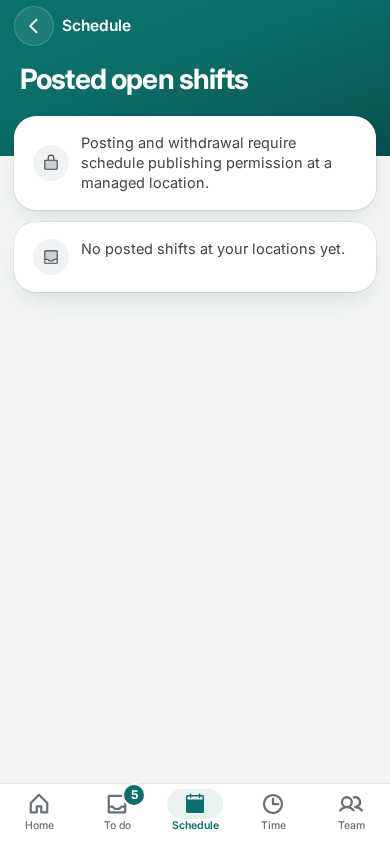 Schedule
Posted open shifts
Posting and withdrawal require
schedule publishing permission at a
managed location.
No posted shifts at your locations yet.
5
Home
To do
Schedule
Time
Team